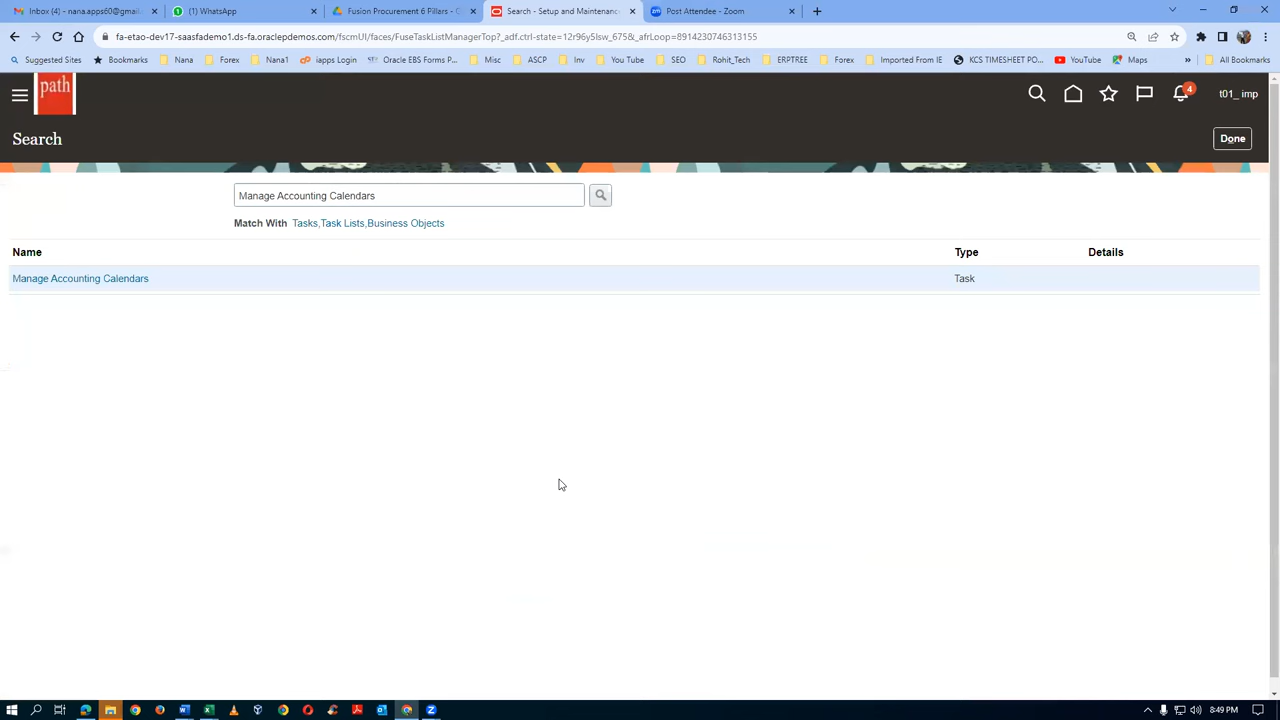 Inbox (4) - nana.apps60@gmail.
(1) WhatsApp
Fusion Procurement 6 Pillars - G
Search - Setup and Maintenanc
Post Attendee - Zoom
fa-etao-dev17-saasfademo1.ds-fa.oraclepdemos.com/fscmUI/faces/FuseTaskListManagerTop?_adf.ctrl-state=12r96y5lsw_675&_afrLoop=8914230746313155
Suggested Sites
Bookmarks
Nana
Forex
Nana1
iapps Login
Oracle EBS Forms P...
ASCP
Inv
You Tube
SEO
Rohit_Tech
Misc
ERPTREE
Forex
Imported From IE
KCS TIMESHEET PO...
YouTube
Maps
»
All Bookmarks
path
4
t01_ imp
Search
Done
Manage Accounting Calendars
Match With Tasks,Task Lists,Business Objects
Name Type Details
Manage Accounting Calendars Task
8:49 PM